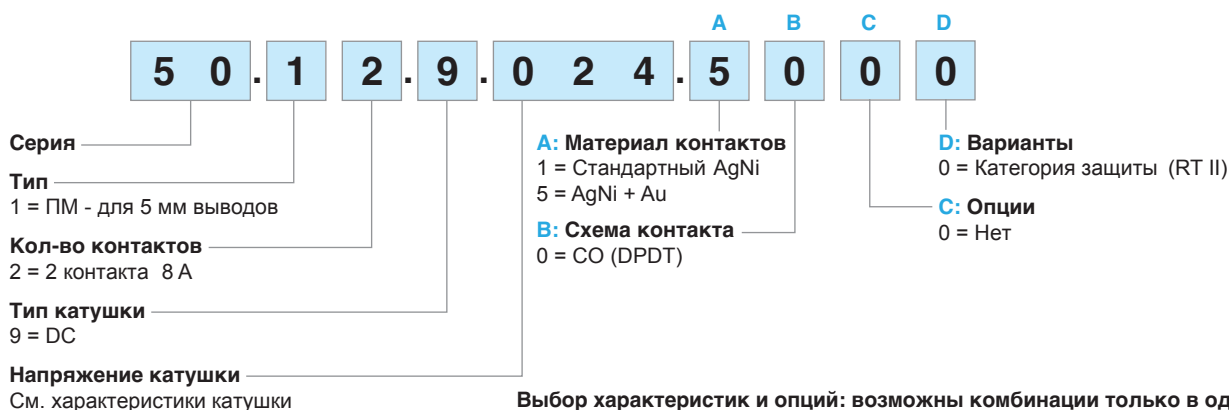 A B C D
5 0 . 1 2 . 9 . 0 2 4 . 5 0 0 0
Серия
Тип
1 = ПМ - для 5 мм выводов
Кол-во контактов
2 = 2 контакта 8 A
Тип катушки
9 = DC
Напряжение катушки
См. характеристики катушки
A: Материал контактов
1 = Стандартный AgNi
5 = AgNi + Au
B: Схема контакта
0 = CO (DPDT)
D: Варианты
0 = Категория защиты (RT II)
C: Опции
0 = Нет
Выбор характеристик и опций: возможны комбинации только в од